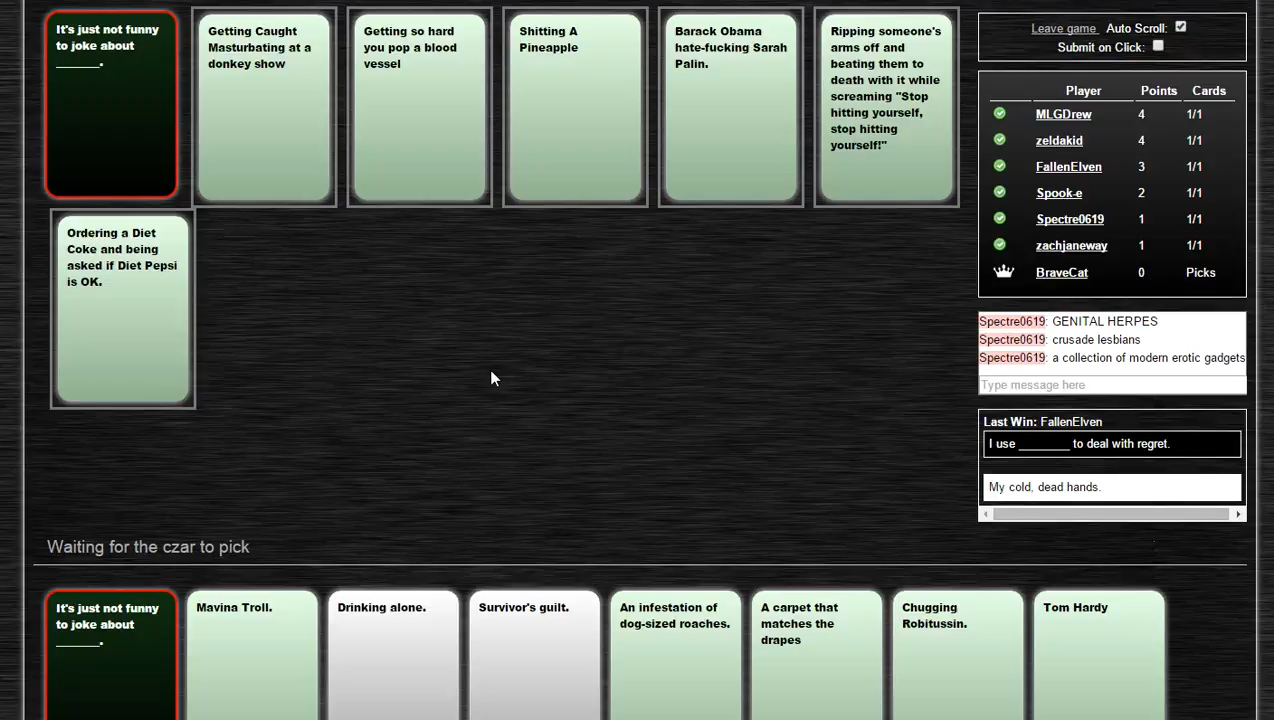 It's just not funny
to joke about
_______.
Getting Caught
Masturbating at a
donkey show
Getting so hard
you pop a blood
vessel
Shitting A
Pineapple
Barack Obama
hate-fucking Sarah
Palin.
Ripping someone's
arms off and
beating them to
death with it while
screaming "Stop
hitting yourself,
stop hitting
yourself!"
Ordering a Diet
Coke and being
asked if Diet Pepsi
is OK.
Leave game Auto Scroll:
Submit on Click:
Player Points Cards
MLGDrew 4 1/1
zeldakid 4 1/1
FallenElven 3 1/1
Spook-e 2 1/1
Spectre0619 1 1/1
zachjaneway 1 1/1
BraveCat 0 Picks
Spectre0619: GENITAL HERPES
Spectre0619: crusade lesbians
Spectre0619: a collection of modern erotic gadgets
Type message here
Last Win: FallenElven
I use ________ to deal with regret.
My cold, dead hands.
Waiting for the czar to pick
It's just not funny
to joke about
_______.
Mavina Troll.
Drinking alone.
Survivor's guilt.
An infestation of
dog-sized roaches.
A carpet that
matches the
drapes
Chugging
Robitussin.
Tom Hardy